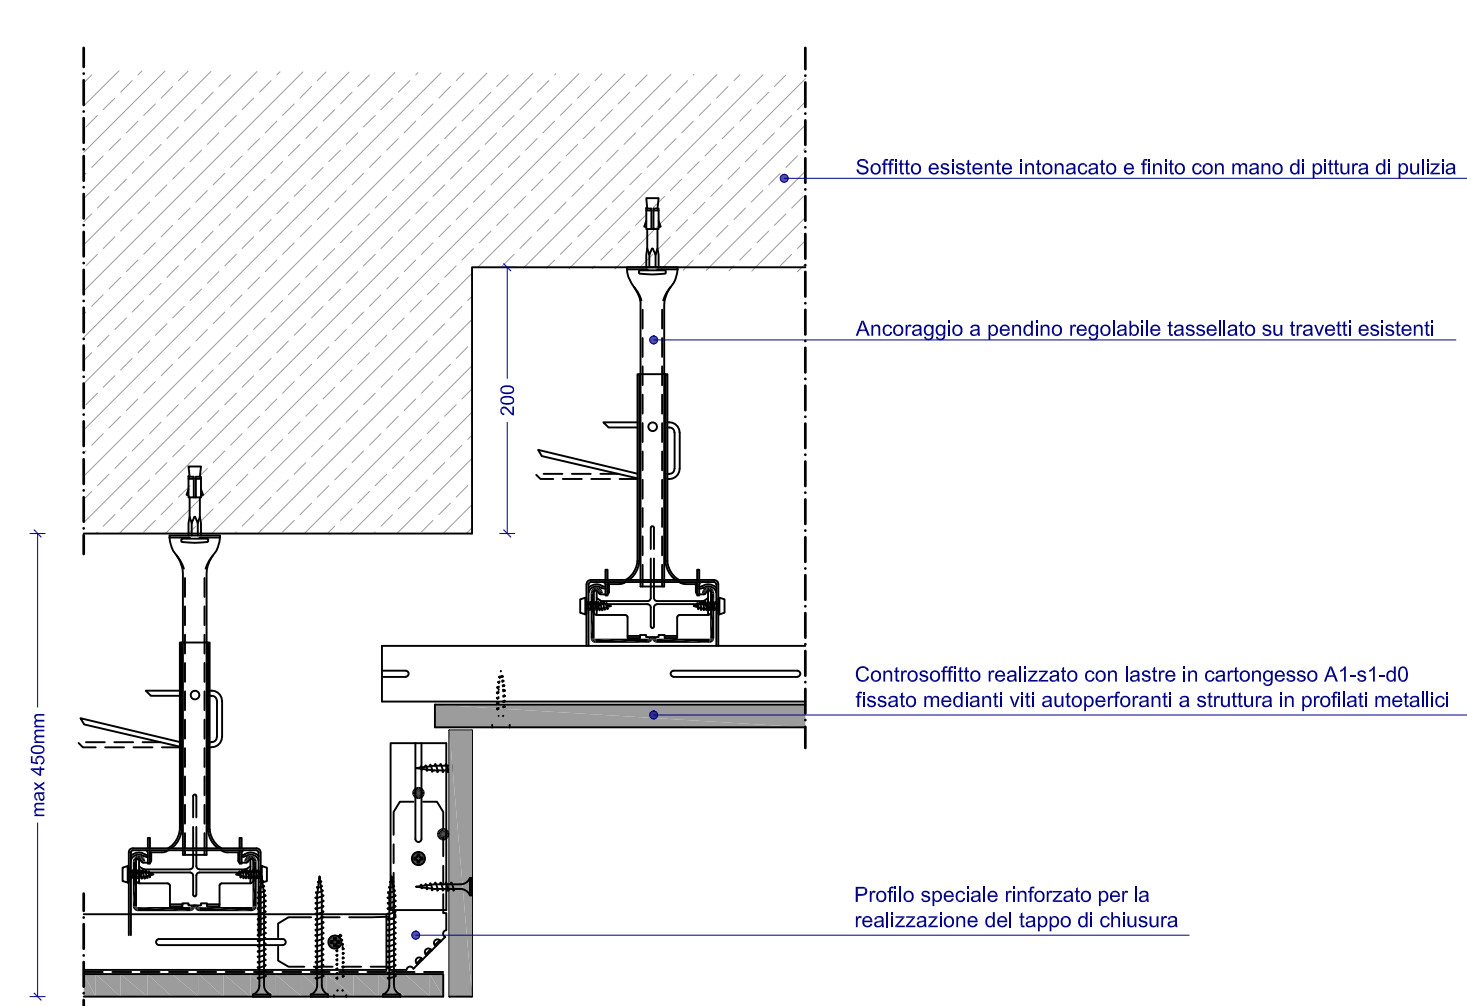 Soffitto esistente intonacato e finito con mano di pittura di pulizia
Ancoraggio a pendino regolabile tassellato su travetti esistenti
200
Controsoffitto realizzato con lastre in cartongesso A1-s1-d0
fissato medianti viti autoperforanti a struttura in profilati metallici
max 450mm
Profilo speciale rinforzato per la
realizzazione del tappo di chiusura